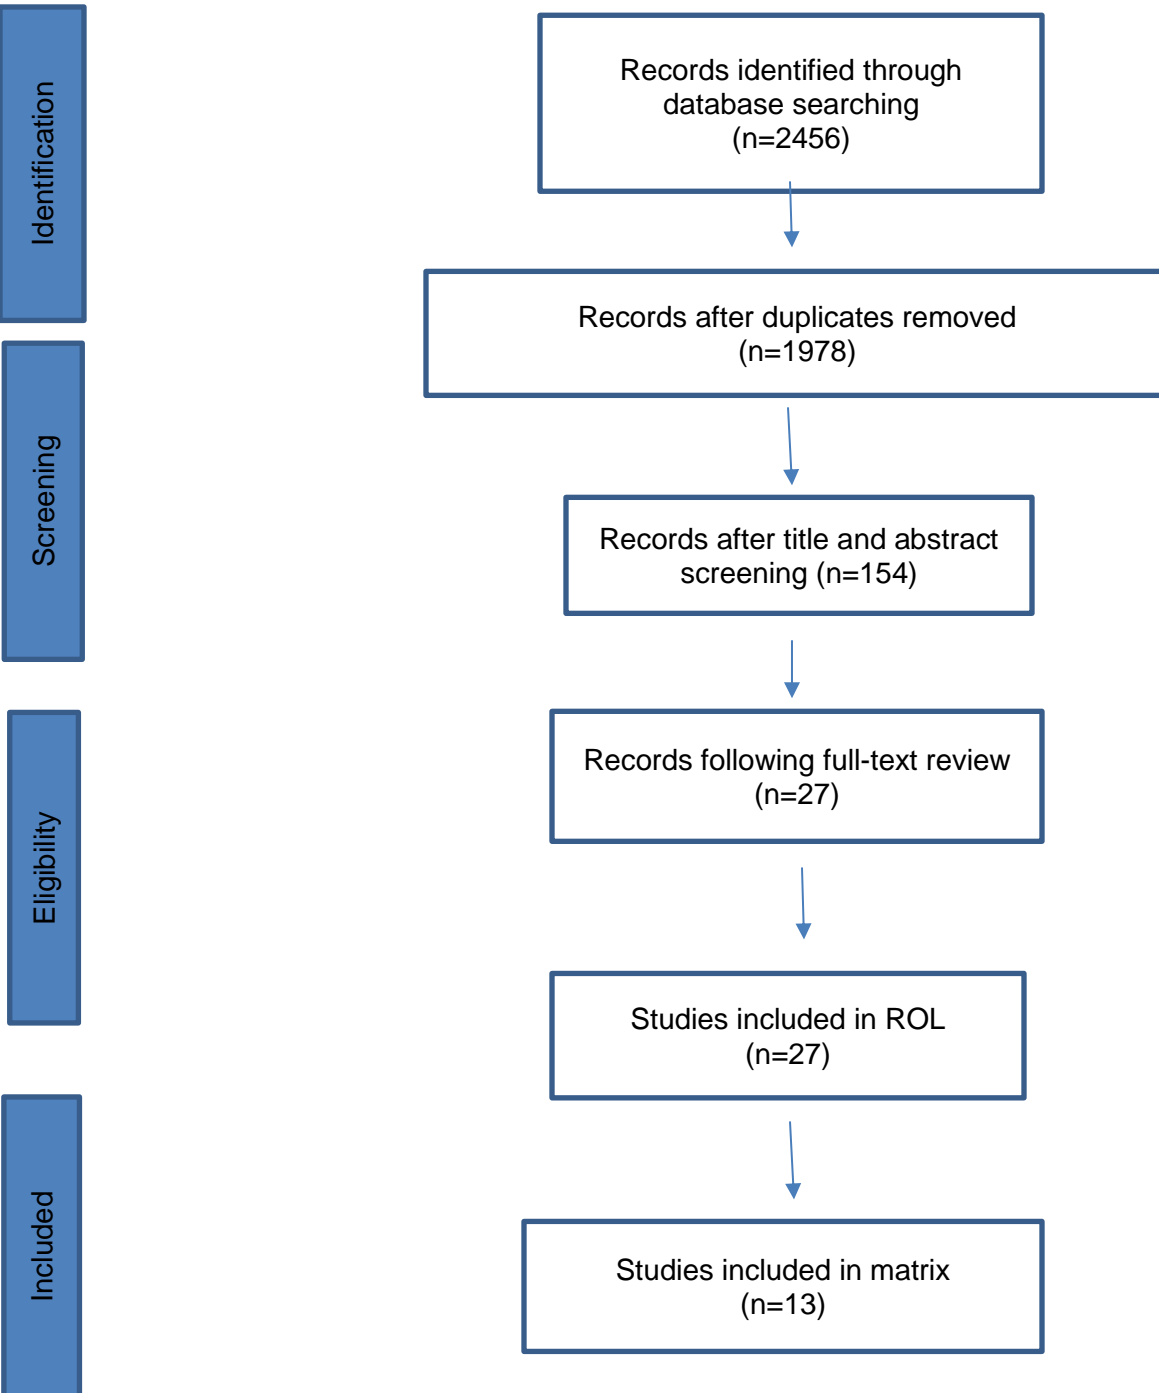 Identification
Records identified through
database searching
(n=2456)
Records after duplicates removed
(n=1978)
Screening
Records after title and abstract
screening (n=154)
Eligibility
Records following full-text review
(n=27)
Studies included in ROL
(n=27)
Included
Studies included in matrix
(n=13)